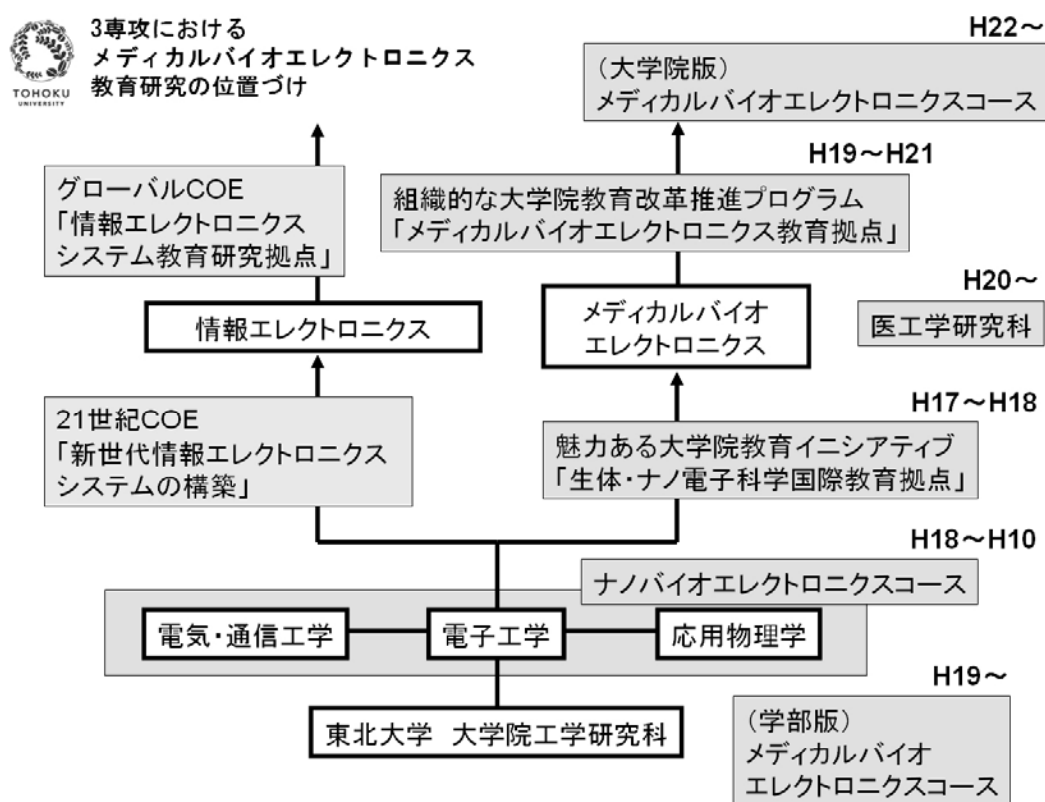 TOHOKU
UNIVERSITY
3専攻における
メディカルバイオエレクトロニクス
教育研究の位置づけ
H22～
（大学院版）
メディカルバイオエレクトロニクスコース
H19～H21
グローバルCOE
「情報エレクトロニクス
システム教育研究拠点」
組織的な大学院教育改革推進プログラム
「メディカルバイオエレクトロニクス教育拠点」
H20～
情報エレクトロニクス
メディカルバイオ
エレクトロニクス
医工学研究科
H17～H18
21世紀COE
「新世代情報エレクトロニクス
システムの構築」
魅力ある大学院教育イニシアティブ
「生体・ナノ電子科学国際教育拠点」
H18～H10
ナノバイオエレクトロニクスコース
電気・通信工学
電子工学
応用物理学
H19～
東北大学 大学院工学研究科
（学部版）
メディカルバイオ
エレクトロニクスコース